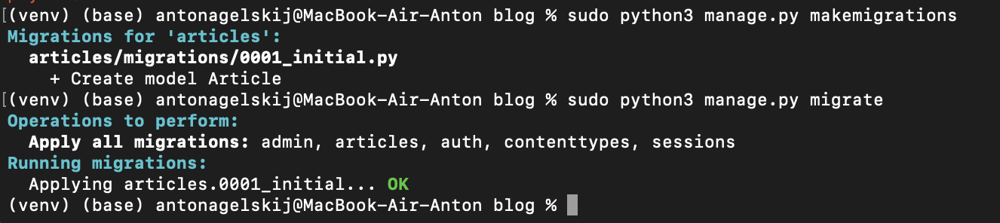 [(venv) (base) antonagelskij@MacBook-Air-Anton blog % sudo python3 manage.py makemigrations
Migrations for 'articles':
articles/migrations/0001_initial.py
+ Create model Article
[(venv) (base) antonagelskij@MacBook-Air-Anton blog % sudo python3 manage.py migrate
Operations to perform:
Apply all migrations: admin, articles, auth, contenttypes, sessions
Running migrations:
Applying articles.0001_initial... OK
(venv) (base) antonagelskij@MacBook-Air-Anton blog %